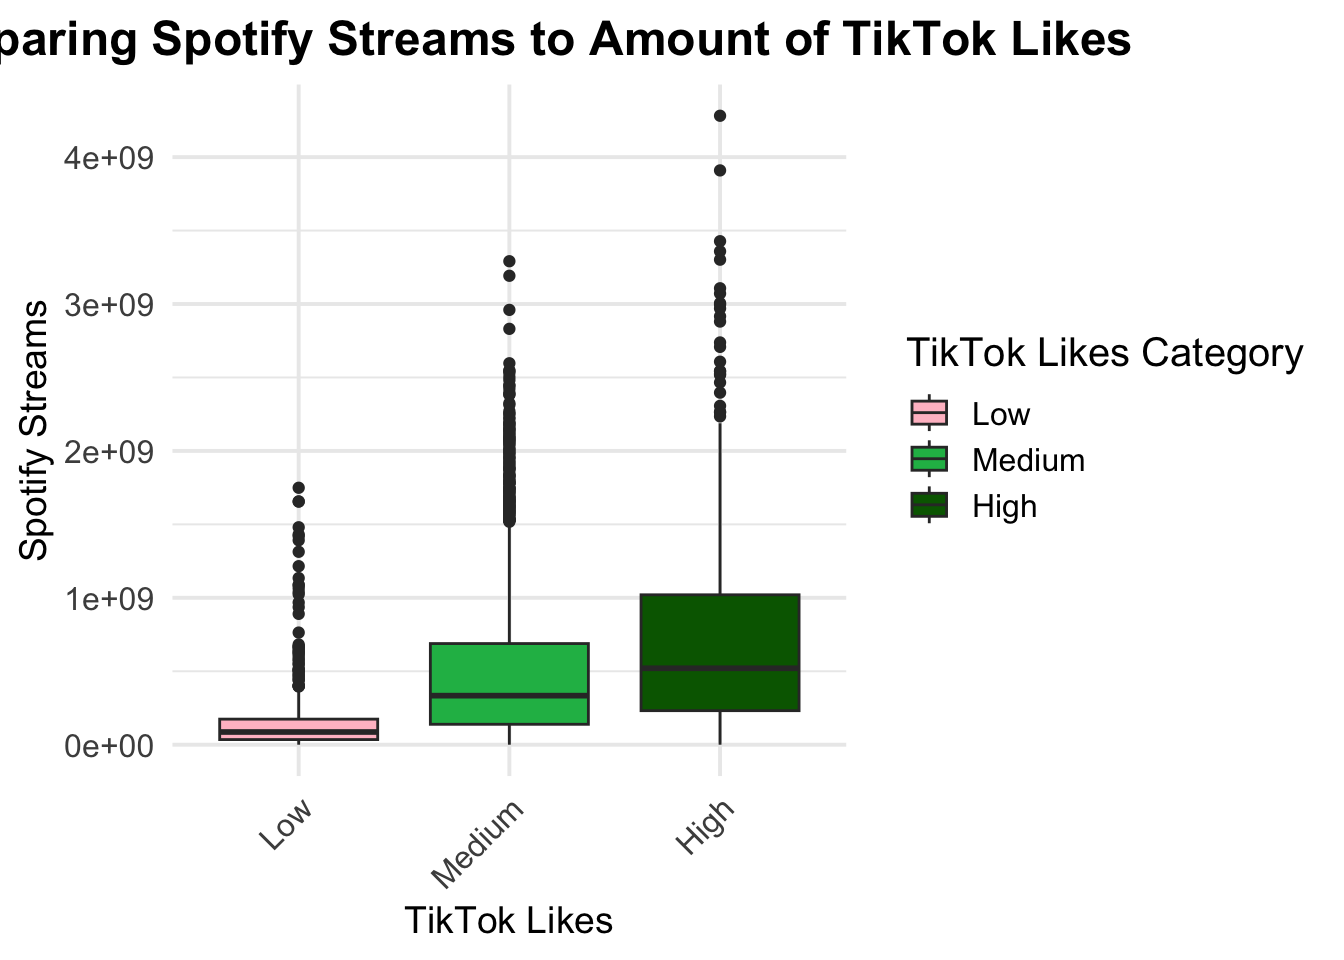 paring Spotify Streams to Amount of TikTok Likes
4e+09
3e+09
2e+09
1e+09
0e+00
Spotify Streams
Low
Medium
High
TikTok Likes
TikTok Likes Category
Low
Medium
High